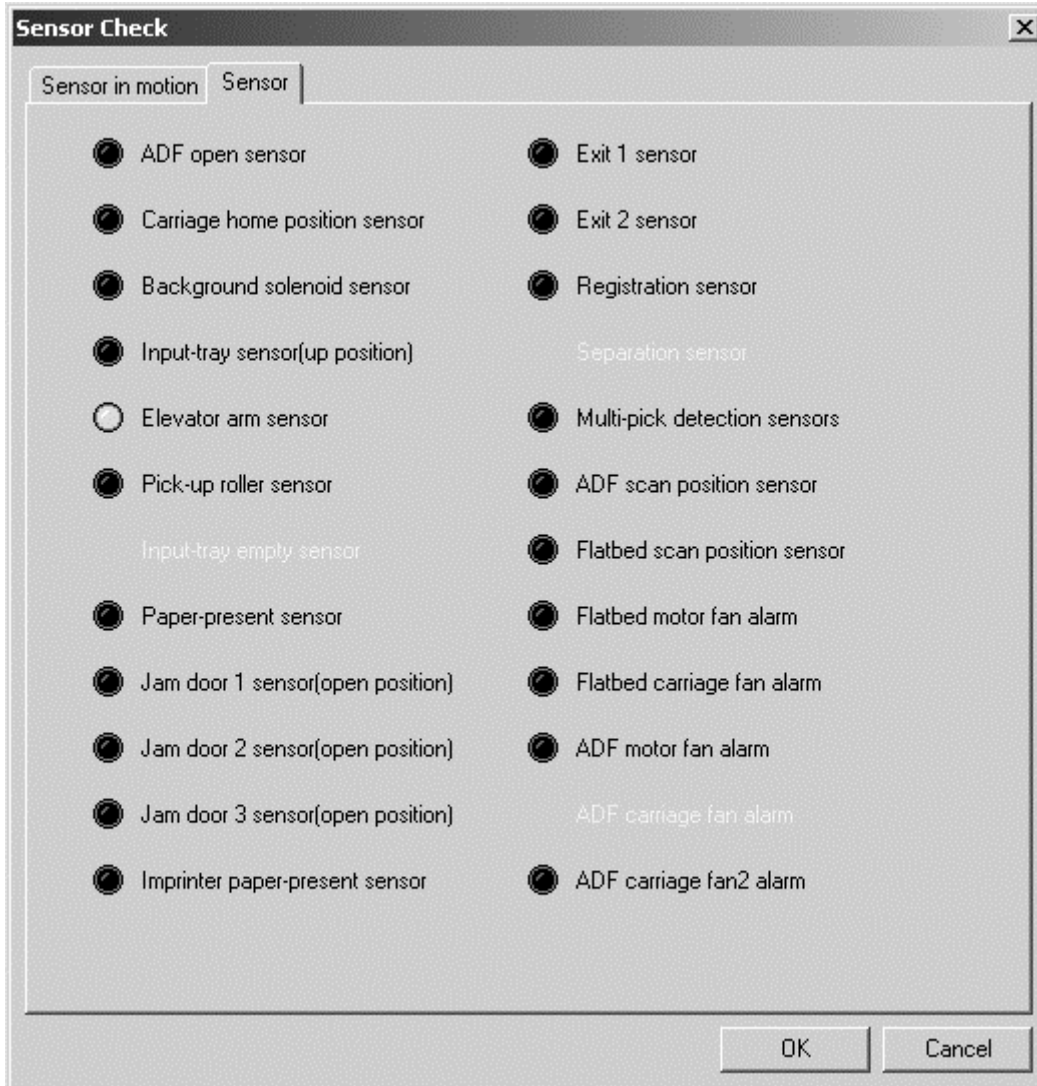 Sensor Check
Sensor in motion
Sensor
ADF open sensor
Carriage home position sensor
Background solenoid sensor
Input-tray sensor(up position)
Elevator arm sensor
Pick-up roller sensor
Input-tray empty sensor
Paper-present sensor
Jam door 1 sensor(open position)
Jam door 2 sensor(open position)
Jam door 3 sensor(open position)
Imprinter paper-present sensor
Exit 1 sensor
Exit 2 sensor
Registration sensor
Separation sensor
Multi-pick detection sensors
ADF scan position sensor
Flatbed scan position sensor
Flatbed motor fan alarm
Flatbed carriage fan alarm
ADF motor fan alarm
ADF carriage fan alarm
ADF carriage fan2 alarm
OK
Cancel